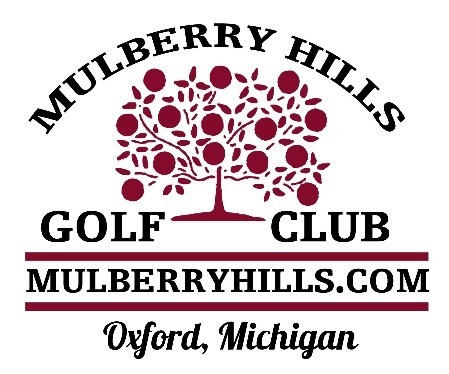 MULBERRY HILLS
GOLF CLUB
MULBERRYHILLS.COM
Oxford, Michigan